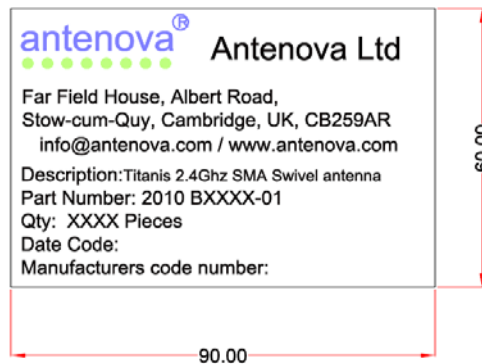 antenova®
Antenova Ltd
Far Field House, Albert Road,
Stow-cum-Quy, Cambridge, UK, CB259AR
info@antenova.com / www.antenova.com
Description:Titanis 2.4Ghz SMA Swivel antenna
Part Number: 2010 BXXXX-01
Qty: XXXX Pieces
Date Code:
Manufacturers code number:
60.00
90.00